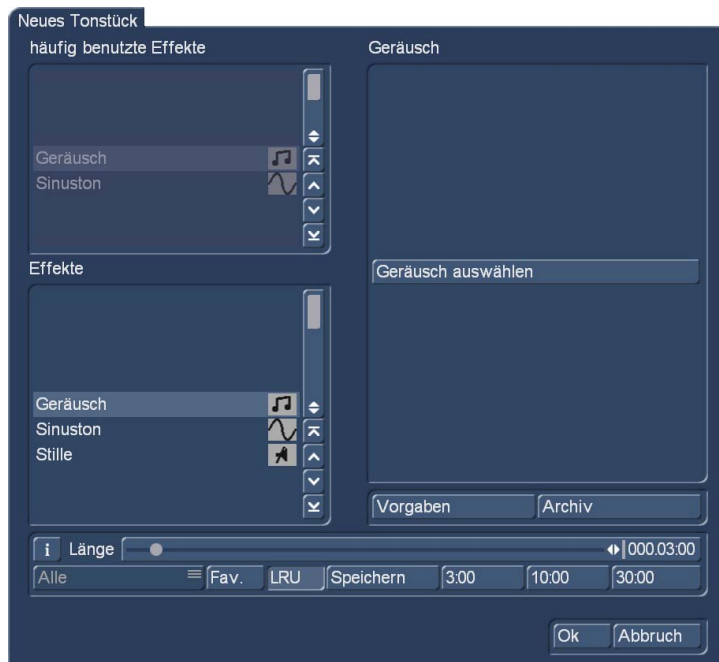 Neues Tonstück
häufig benutzte Effekte
Geräusch
Sinuston
Effekte
Geräusch
Sinuston
Stille
Geräusch
Geräusch auswählen
Vorgaben Archiv
i Länge 000.03:00
Alle Fav. LRU Speichern 3:00 10:00 30:00
Ok Abbruch